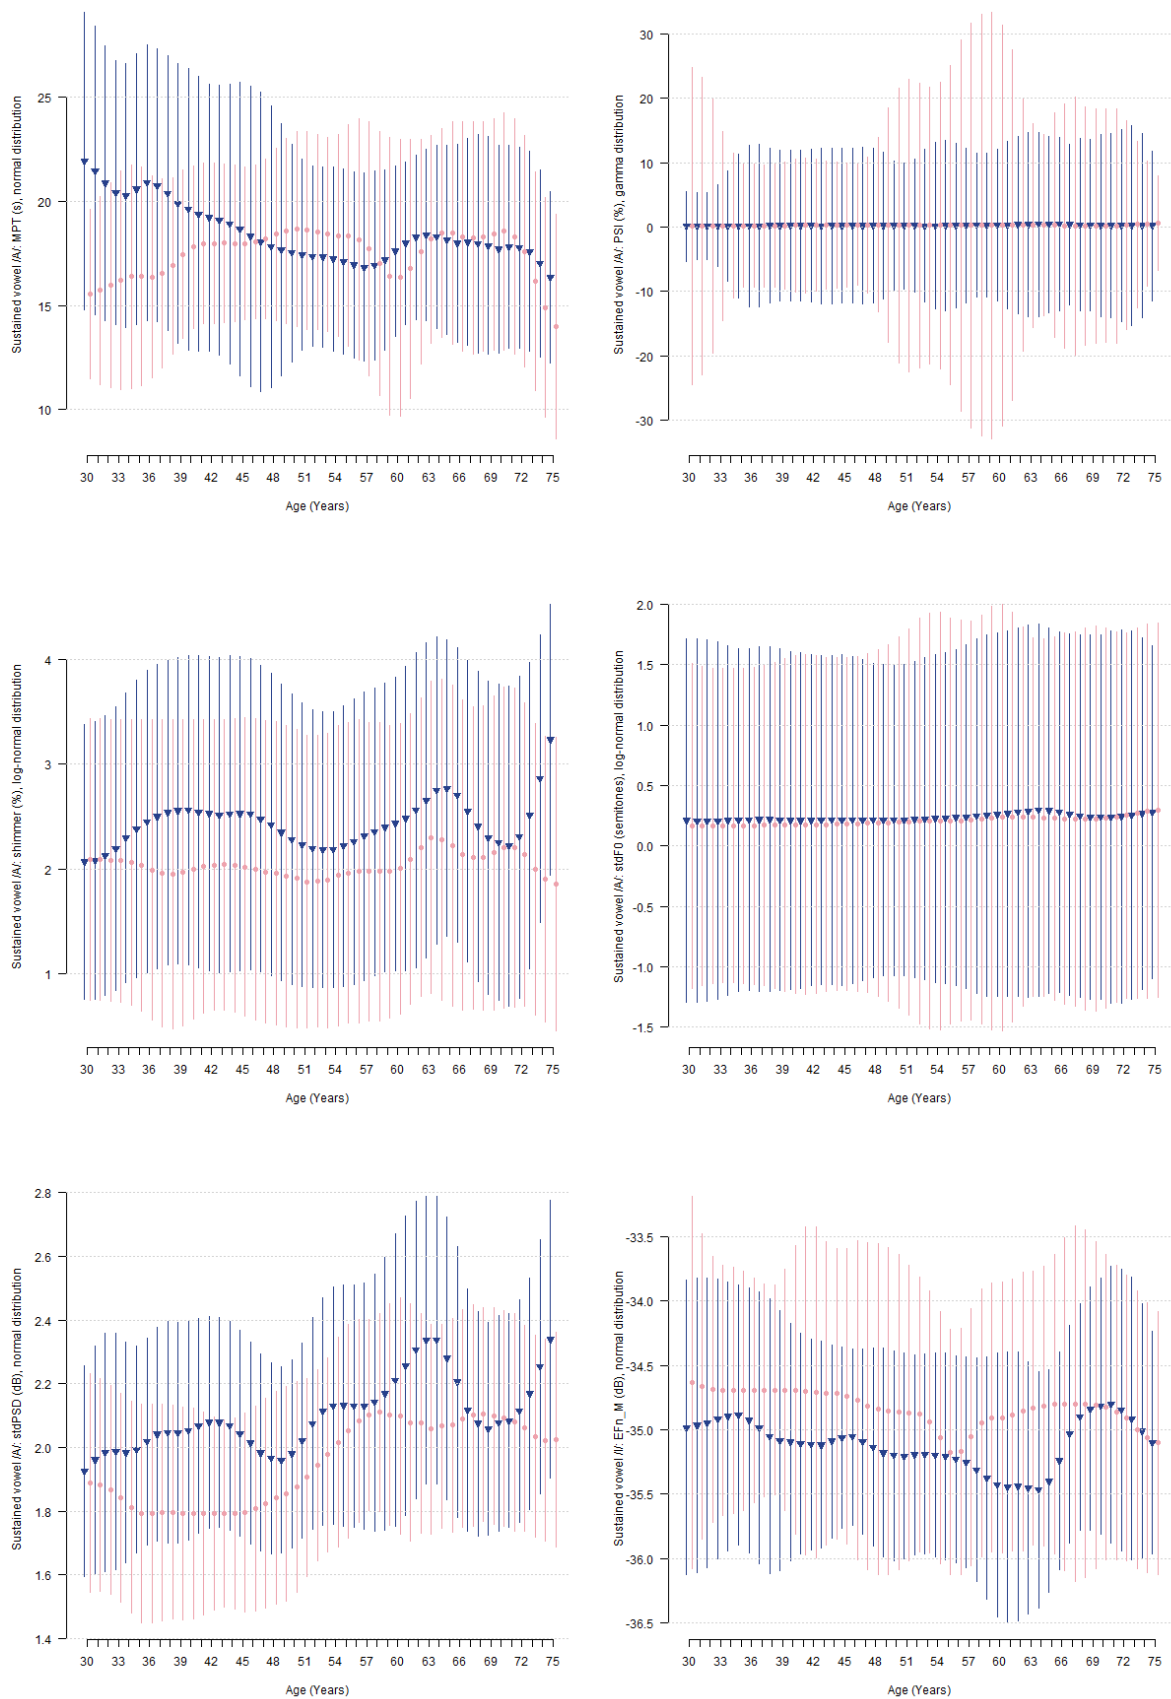 Sustained vowel /A/: MPT (s), normal distribution
25
20
15
10
30 33 36 39 42 45 48 51 54 57 60 63 66 69 72 75
Age (Years)
Sustained vowel /A/: PSI (%), gamma distribution
30
20
10
0
-10
-20
-30
30 33 36 39 42 45 48 51 54 57 60 63 66 69 72 75
Age (Years)
Sustained vowel /A/: shimmer (%), log-normal distribution
4
3
2
1
30 33 36 39 42 45 48 51 54 57 60 63 66 69 72 75
Age (Years)
Sustained vowel /A/: stdF0 (semitones), log-normal distribution
2.0
1.5
1.0
0.5
0.0
-0.5
-1.0
-1.5
30 33 36 39 42 45 48 51 54 57 60 63 66 69 72 75
Age (Years)
Sustained vowel /A/: stdPSD (dB), normal distribution
2.8
2.6
2.4
2.2
2.0
1.8
1.6
1.4
30 33 36 39 42 45 48 51 54 57 60 63 66 69 72 75
Age (Years)
Sustained vowel /I/: EFn_M (dB), normal distribution
-33.5
-34.0
-34.5
-35.0
-35.5
-36.0
-36.5
30 33 36 39 42 45 48 51 54 57 60 63 66 69 72 75
Age (Years)